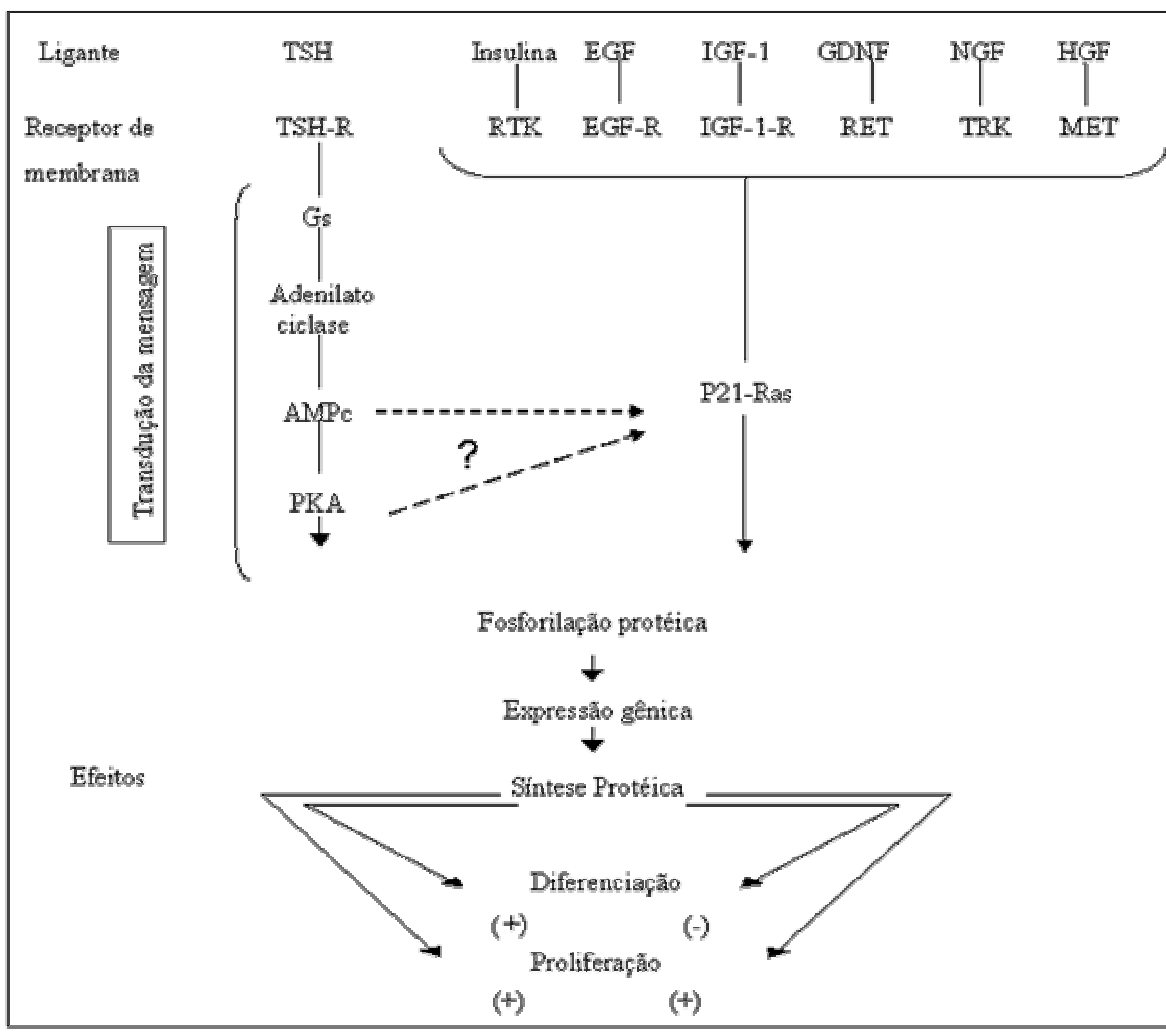 Ligante TSH Insulina EGF IGF-1 GDNF NGF HGF
Receptor de membrana TSH-R RTK EGF-R IGF-1-R RET TRK MET
Transdução da mensagem
Gs
Adenilato
ciclase
P21-Ras
AMPc
?
PKA
Fosforilação protéica
Expressão gênica
Efeitos
Síntese Protéica
Diferenciação
(+) (-)
Proliferação
(+) (+)